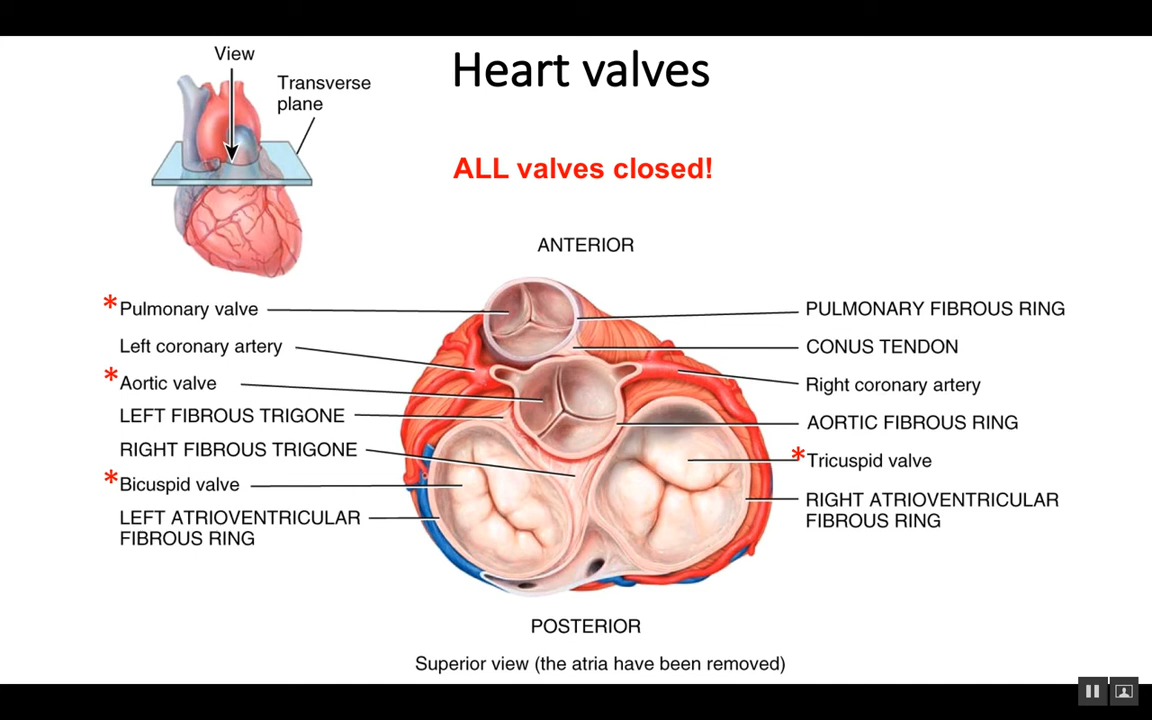 View
Heart valves
Transverse
plane
ALL valves closed!
ANTERIOR
*Pulmonary valve
Left coronary artery
*Aortic valve
LEFT FIBROUS TRIGONE
RIGHT FIBROUS TRIGONE
*Bicuspid valve
LEFT ATRIOVENTRICULAR
FIBROUS RING
PULMONARY FIBROUS RING
CONUS TENDON
Right coronary artery
AORTIC FIBROUS RING
*Tricuspid valve
RIGHT ATRIOVENTRICULAR
FIBROUS RING
POSTERIOR
Superior view (the atria have been removed)